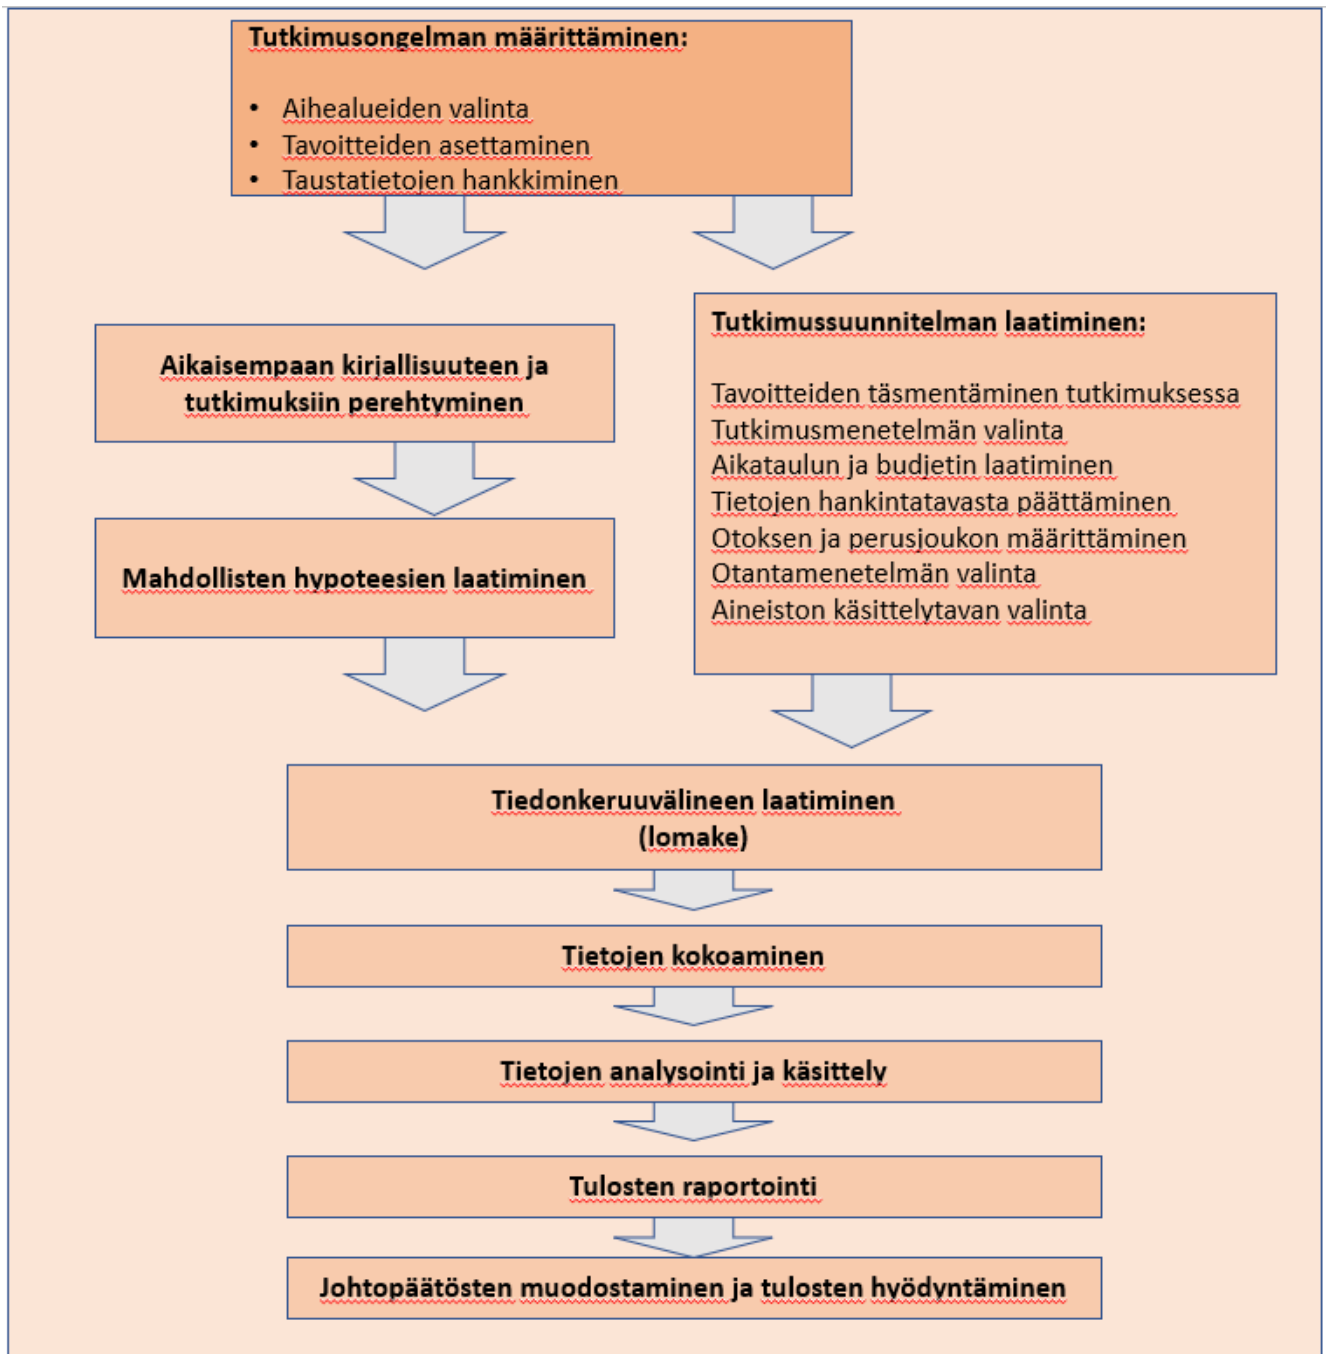 Tutkimusongelman määrittäminen:
• Aihealueiden valinta
• Tavoitteiden asettaminen
• Taustatietojen hankkiminen
Aikaisempaan kirjallisuuteen ja
tutkimuksiin perehtyminen
Mahdollisten hypoteesien laatiminen
Tutkimussuunnitelman laatiminen:
Tavoitteiden täsmentäminen tutkimuksessa
Tutkimusmenetelmän valinta
Aikataulun ja budjetin laatiminen
Tietojen hankintatavasta päättäminen
Otoksen ja perusjoukon määrittäminen
Otantamenetelmän valinta
Aineiston käsittelytavan valinta
Tiedonkeruuvälineen laatiminen
(lomake)
Tietojen kokoaminen
Tietojen analysointi ja käsittely
Tulosten raportointi
Johtopäätösten muodostaminen ja tulosten hyödyntäminen